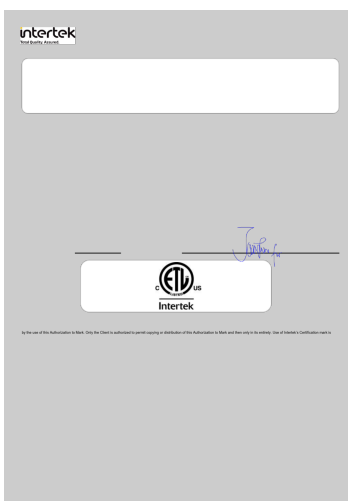 intertek
Total Quality. Assured.
C ETL US
Intertek
by the use of this Authorization to Mark. Only the Client is authorized to permit copying or distribution of this Authorization to Mark and then only in its entirety. Use of Intertek's Certification mark is